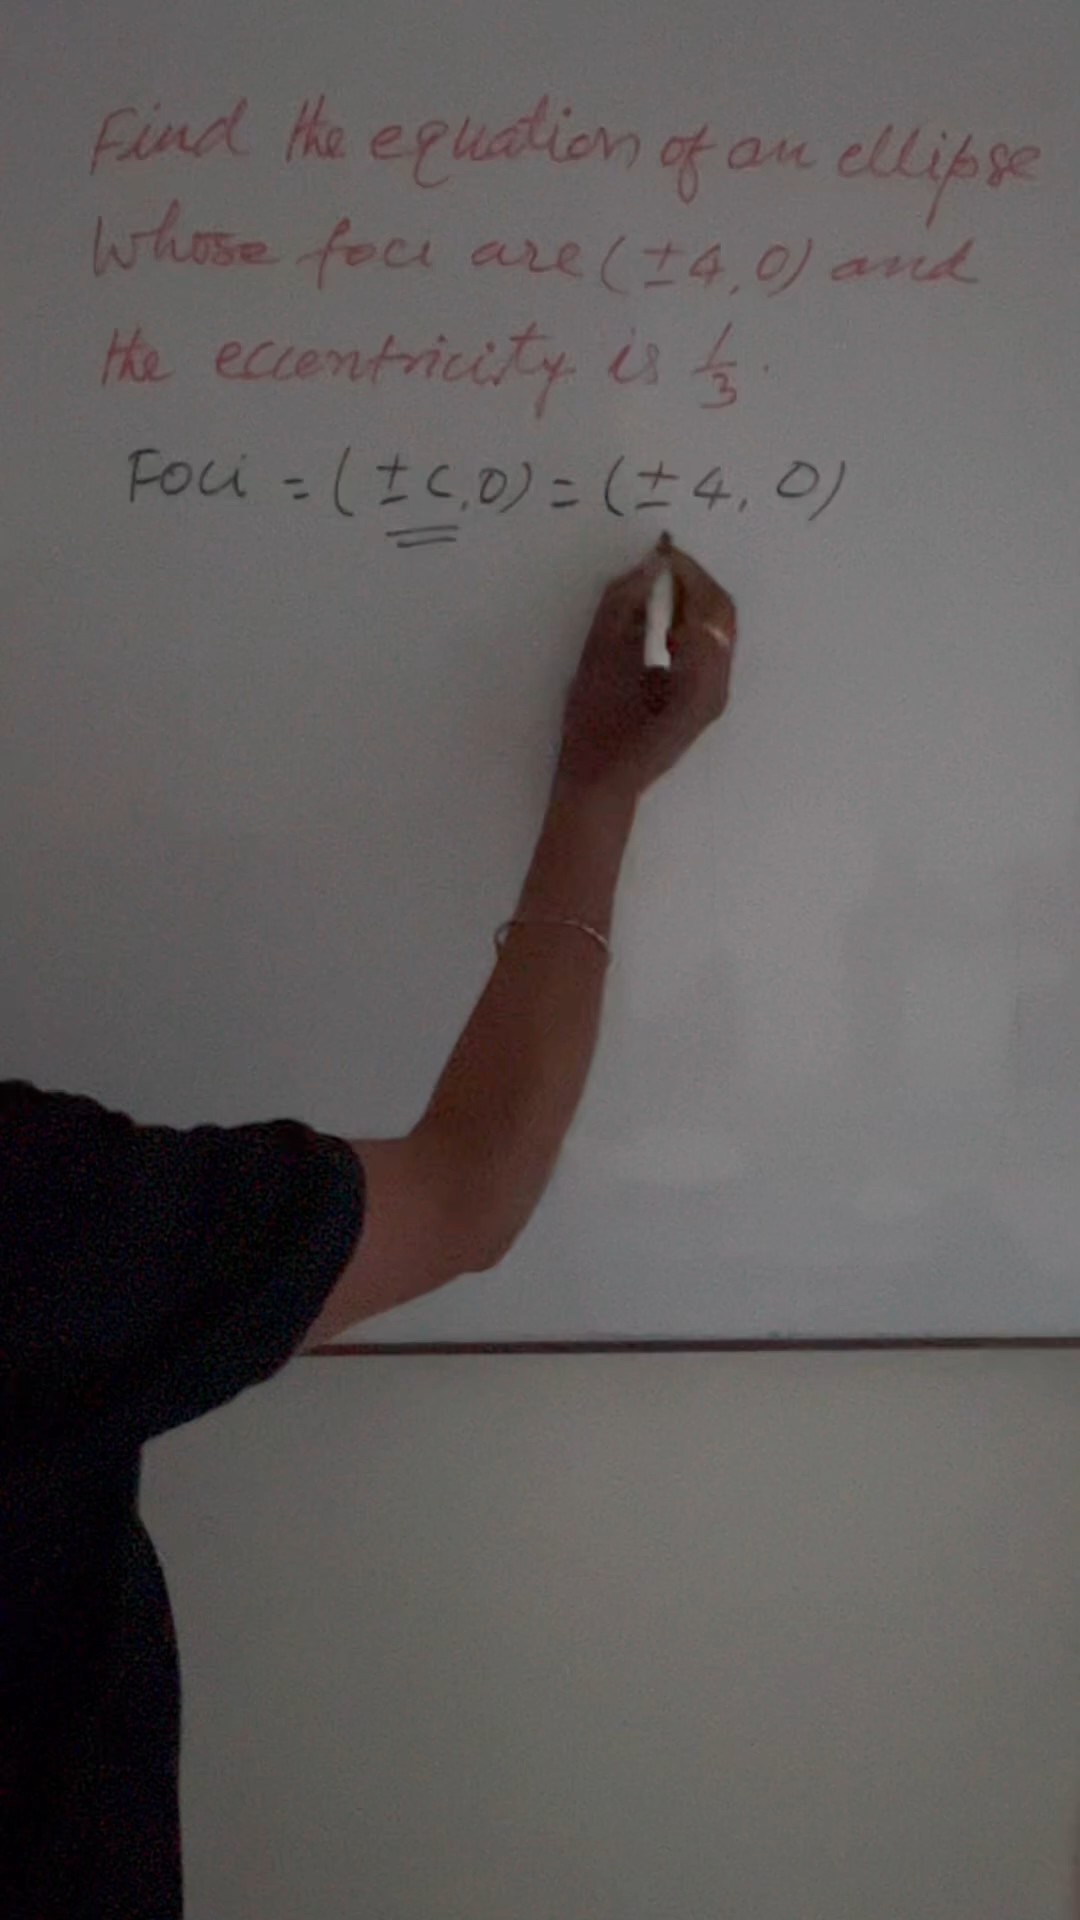 Find the equation of an ellipse
Whose foci are (±4,0) and
the eccentricity is 1/3.
Foci = (±c,0) = (±4, 0)